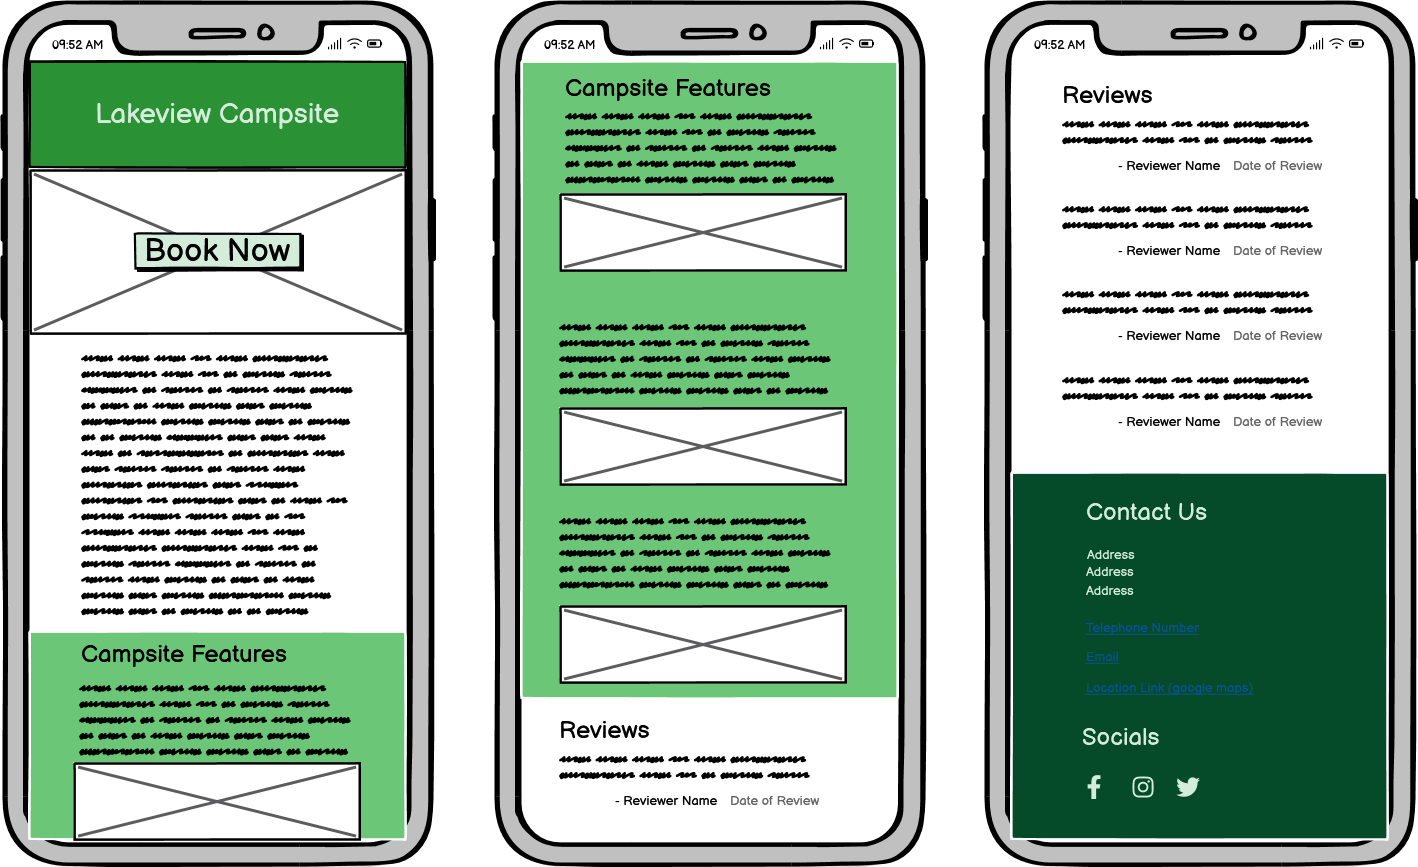 09:52 AM
Lakeview Campsite
Book Now
Campsite Features
09:52 AM
Campsite Features
Reviews
- Reviewer Name Date of Review
09:52 AM
Reviews
- Reviewer Name Date of Review
- Reviewer Name Date of Review
- Reviewer Name Date of Review
- Reviewer Name Date of Review
Contact Us
Address
Address
Address
Telephone Number
Email
Location Link (google maps)
Socials